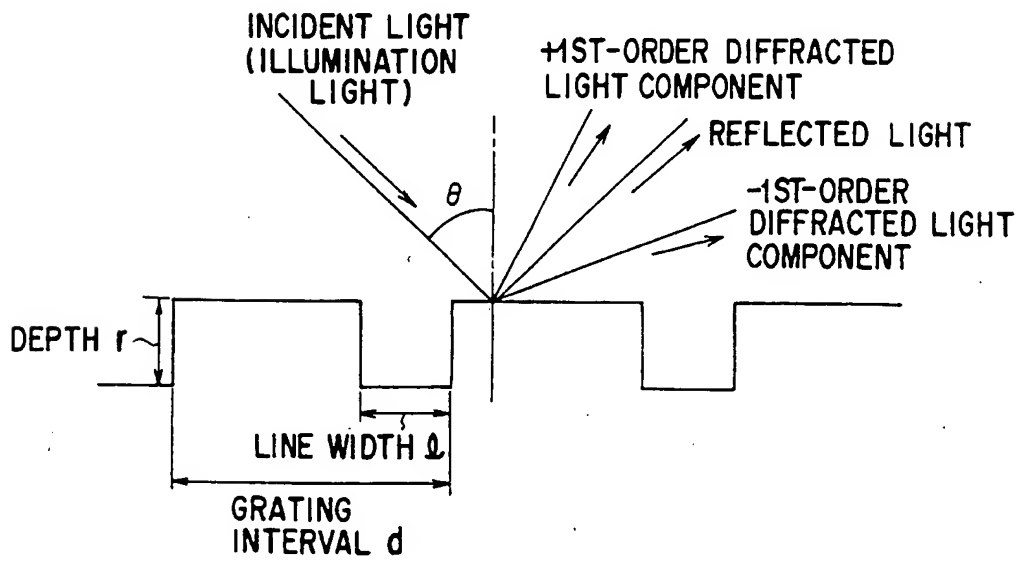 INCIDENT LIGHT
(ILLUMINATION
LIGHT)
+1ST-ORDER DIFFRACTED
LIGHT COMPONENT
REFLECTED LIGHT
θ
-1ST-ORDER
DIFFRACTED LIGHT
COMPONENT
DEPTH r
LINE WIDTH ℓ
GRATING
INTERVAL d